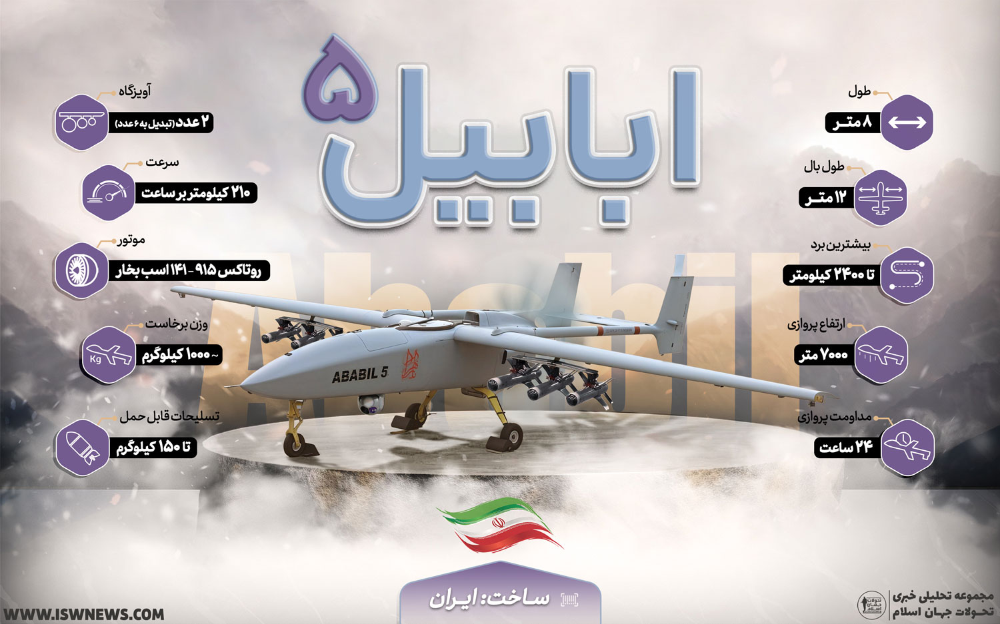 ابابیل ۵
Ababil
طول
۸ متر
طول بال
۱۲ متر
بیشترین برد
تا ۲۴۰۰ کیلومتر
ارتفاع پروازی
۷۰۰۰ متر
مداومت پروازی
۲۴ ساعت
آویزگاه
۲ عدد (تبدیل به ۶ عدد)
سرعت
۲۱۰ کیلومتر بر ساعت
موتور
روتاکس ۹۱۵ - ۱۴۱ اسب بخار
وزن برخاست
~ ۱۰۰۰ کیلوگرم
Kg
تسلیحات قابل حمل
تا ۱۵۰ کیلوگرم
ABABIL 5
ساخت: ایران
WWW.ISWNEWS.COM
مجموعه تحلیلی خبری
تحولات جهان اسلام
تحولات
جهان
اسلام